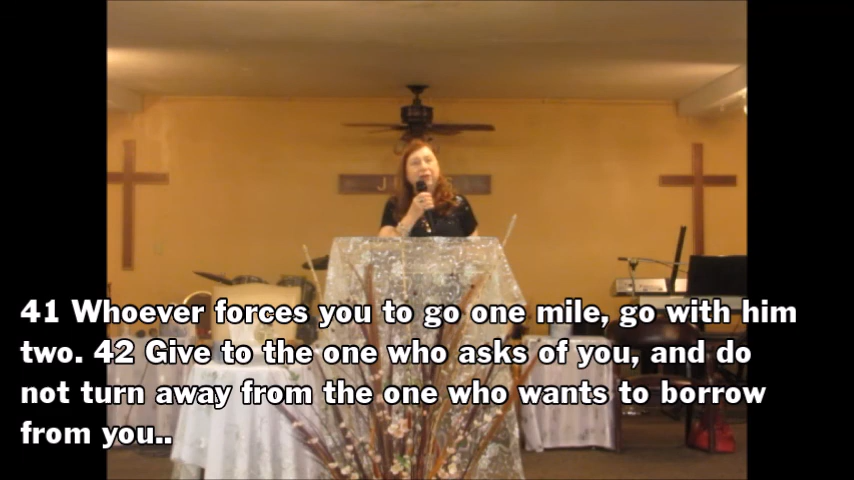 41 Whoever forces you to go one mile, go with him
two. 42 Give to the one who asks of you, and do
not turn away from the one who wants to borrow
from you..